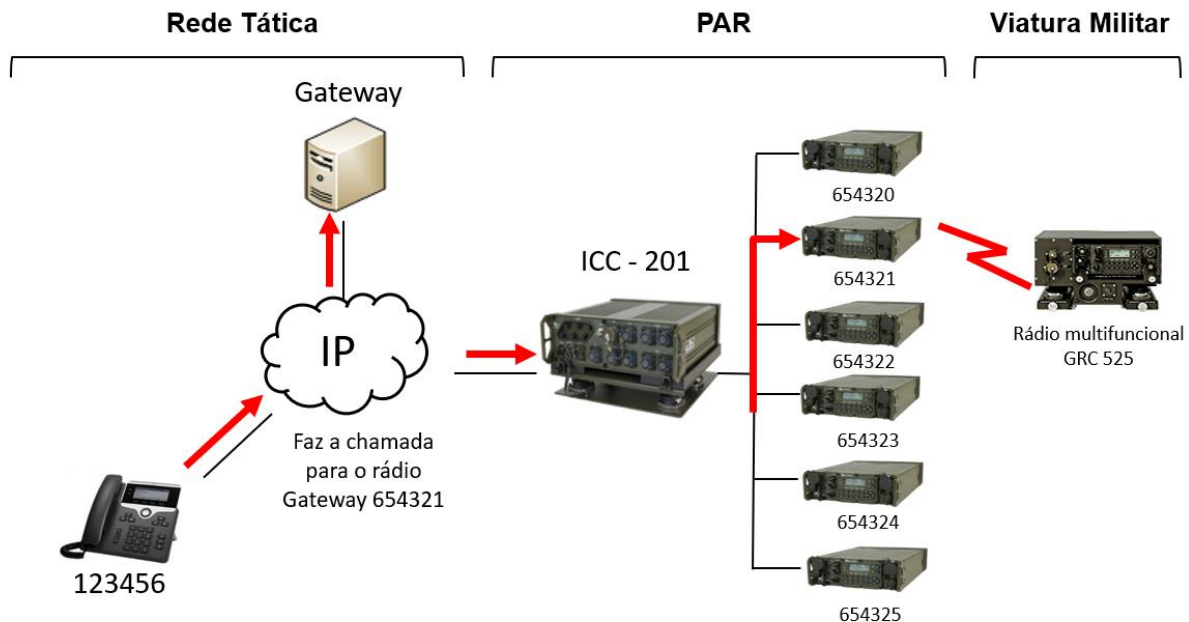 Rede Tática
PAR
Viatura Militar
Gateway
IP
Faz a chamada
para o rádio
Gateway 654321
123456
ICC - 201
654320
654321
654322
654323
654324
654325
Rádio multifuncional
GRC 525